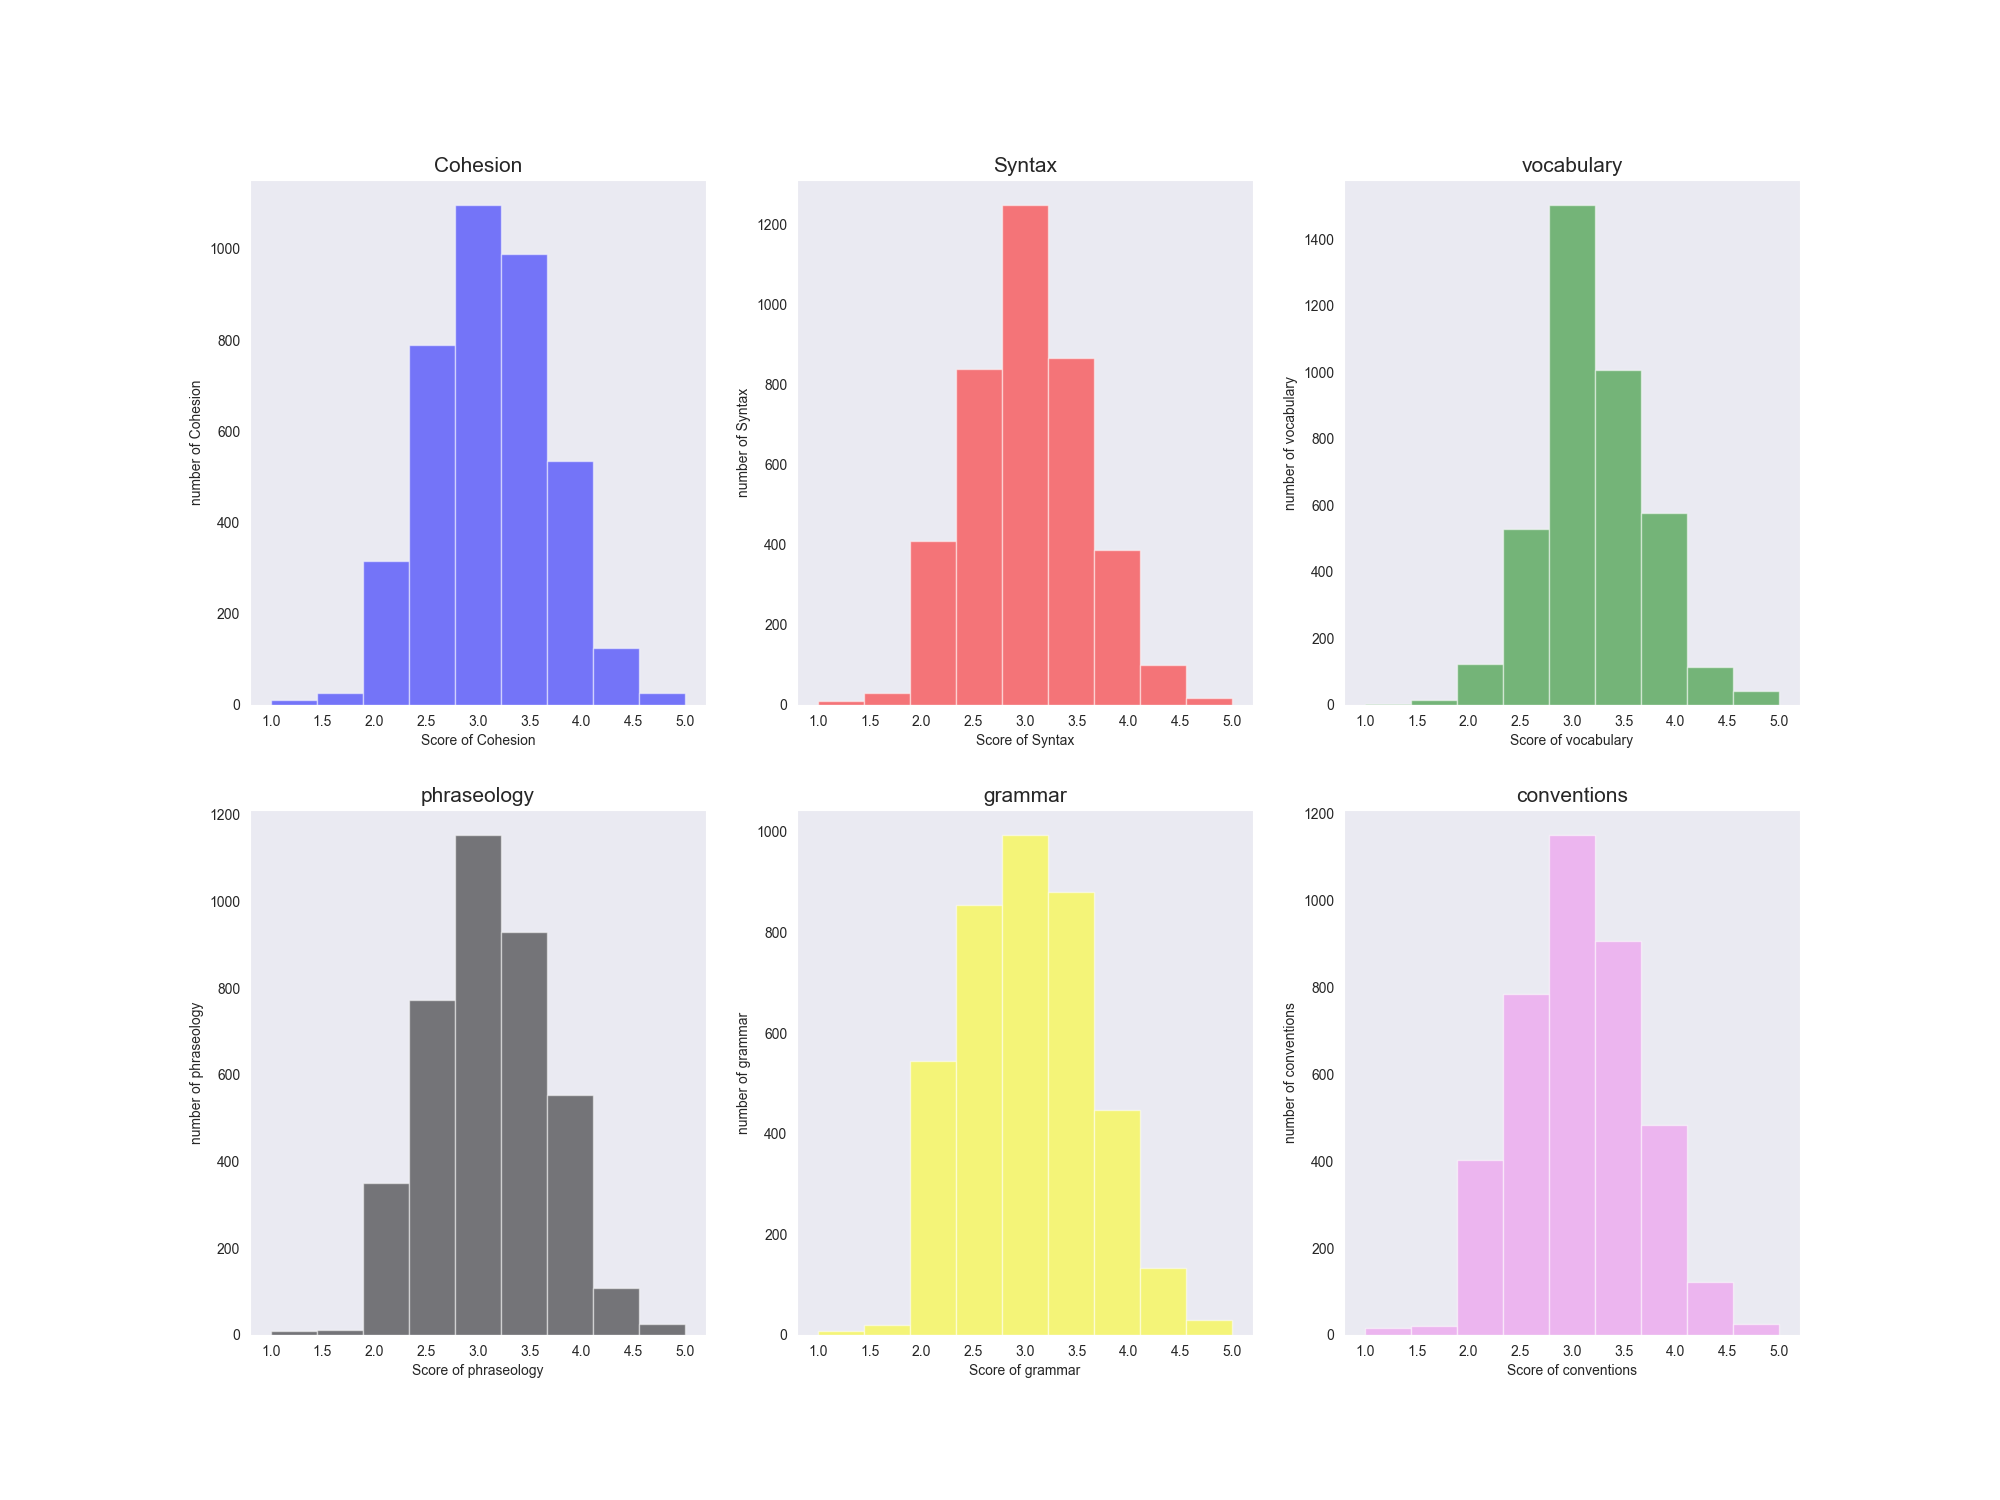 Cohesion
number of Cohesion
1000
800
600
400
200
0
1.0 1.5 2.0 2.5 3.0 3.5 4.0 4.5 5.0
Score of Cohesion
Syntax
number of Syntax
1200
1000
800
600
400
200
0
1.0 1.5 2.0 2.5 3.0 3.5 4.0 4.5 5.0
Score of Syntax
vocabulary
number of vocabulary
1400
1200
1000
800
600
400
200
0
1.0 1.5 2.0 2.5 3.0 3.5 4.0 4.5 5.0
Score of vocabulary
phraseology
number of phraseology
1200
1000
800
600
400
200
0
1.0 1.5 2.0 2.5 3.0 3.5 4.0 4.5 5.0
Score of phraseology
grammar
number of grammar
1000
800
600
400
200
0
1.0 1.5 2.0 2.5 3.0 3.5 4.0 4.5 5.0
Score of grammar
conventions
number of conventions
1200
1000
800
600
400
200
0
1.0 1.5 2.0 2.5 3.0 3.5 4.0 4.5 5.0
Score of conventions